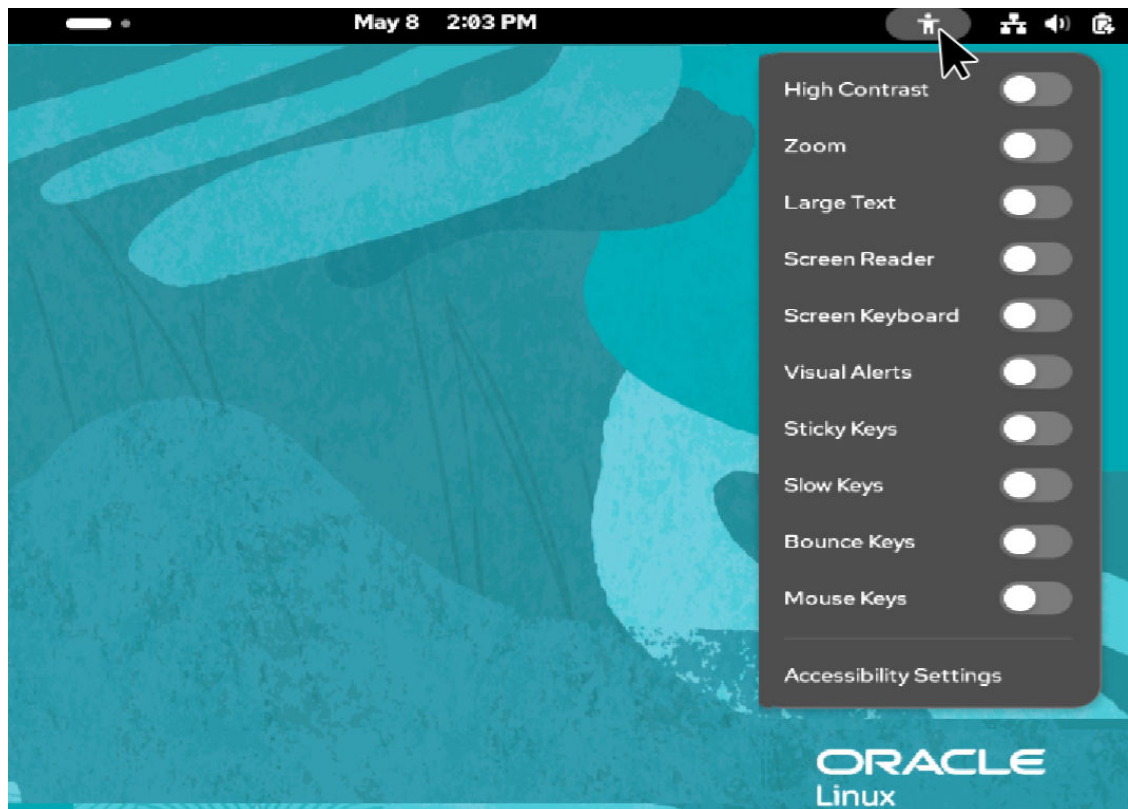 May 8 2:03 PM
High Contrast
Zoom
Large Text
Screen Reader
Screen Keyboard
Visual Alerts
Sticky Keys
Slow Keys
Bounce Keys
Mouse Keys
Accessibility Settings
ORACLE
Linux